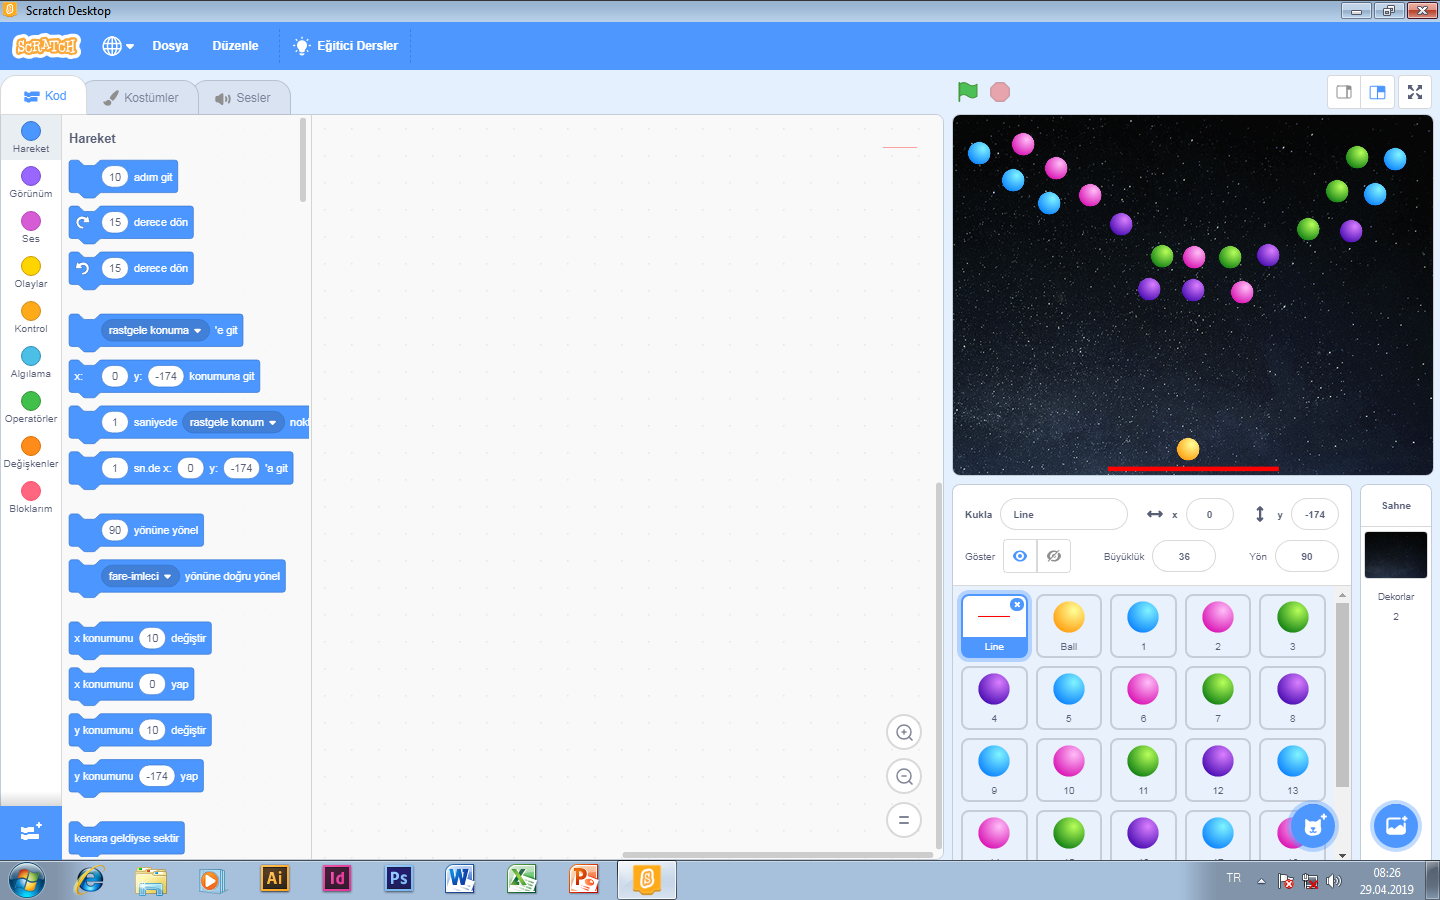 Scratch Desktop
SCRATCH
Dosya
Düzenle
Eğitici Dersler
Kod
Kostümler
Sesler
Hareket
Görünüm
Ses
Olaylar
Kontrol
Algılama
Operatörler
Değişkenler
Bloklarım
Hareket
10 adım git
15 derece dön
15 derece dön
rastgele konuma 'e git
x: 0 y: -174 konumuna git
1 saniyede rastgele konum nok
1 sn.de x: 0 y: -174 'a git
90 yönüne yönel
fare-imleci yönüne doğru yönel
x konumunu 10 değiştir
x konumunu 0 yap
y konumunu 10 değiştir
y konumunu -174 yap
kenara geldiyse sektir
Kukla Line x 0 y -174
Göster Büyüklük 36 Yön 90
Line Ball 1 2 3
4 5 6 7 8
9 10 11 12 13
Sahne
Dekorlar
2
Ai Id Ps W X P
TR
08:26
29.04.2019